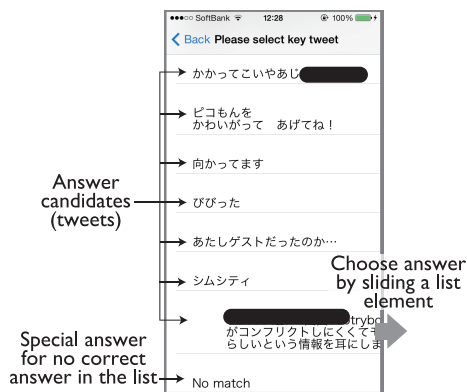 SoftBank 12:28 100%
Back Please select key tweet
かかってこいやあじ
ピコもんを
かわいがって あげてね！
向かってます
びびった
あたしゲストだったのか…
シムシティ
trybo
がコンフリクトしにくくて
らしいという情報を耳にしま
No match
Answer
candidates
(tweets)
Choose answer
by sliding a list
element
Special answer
for no correct
answer in the list